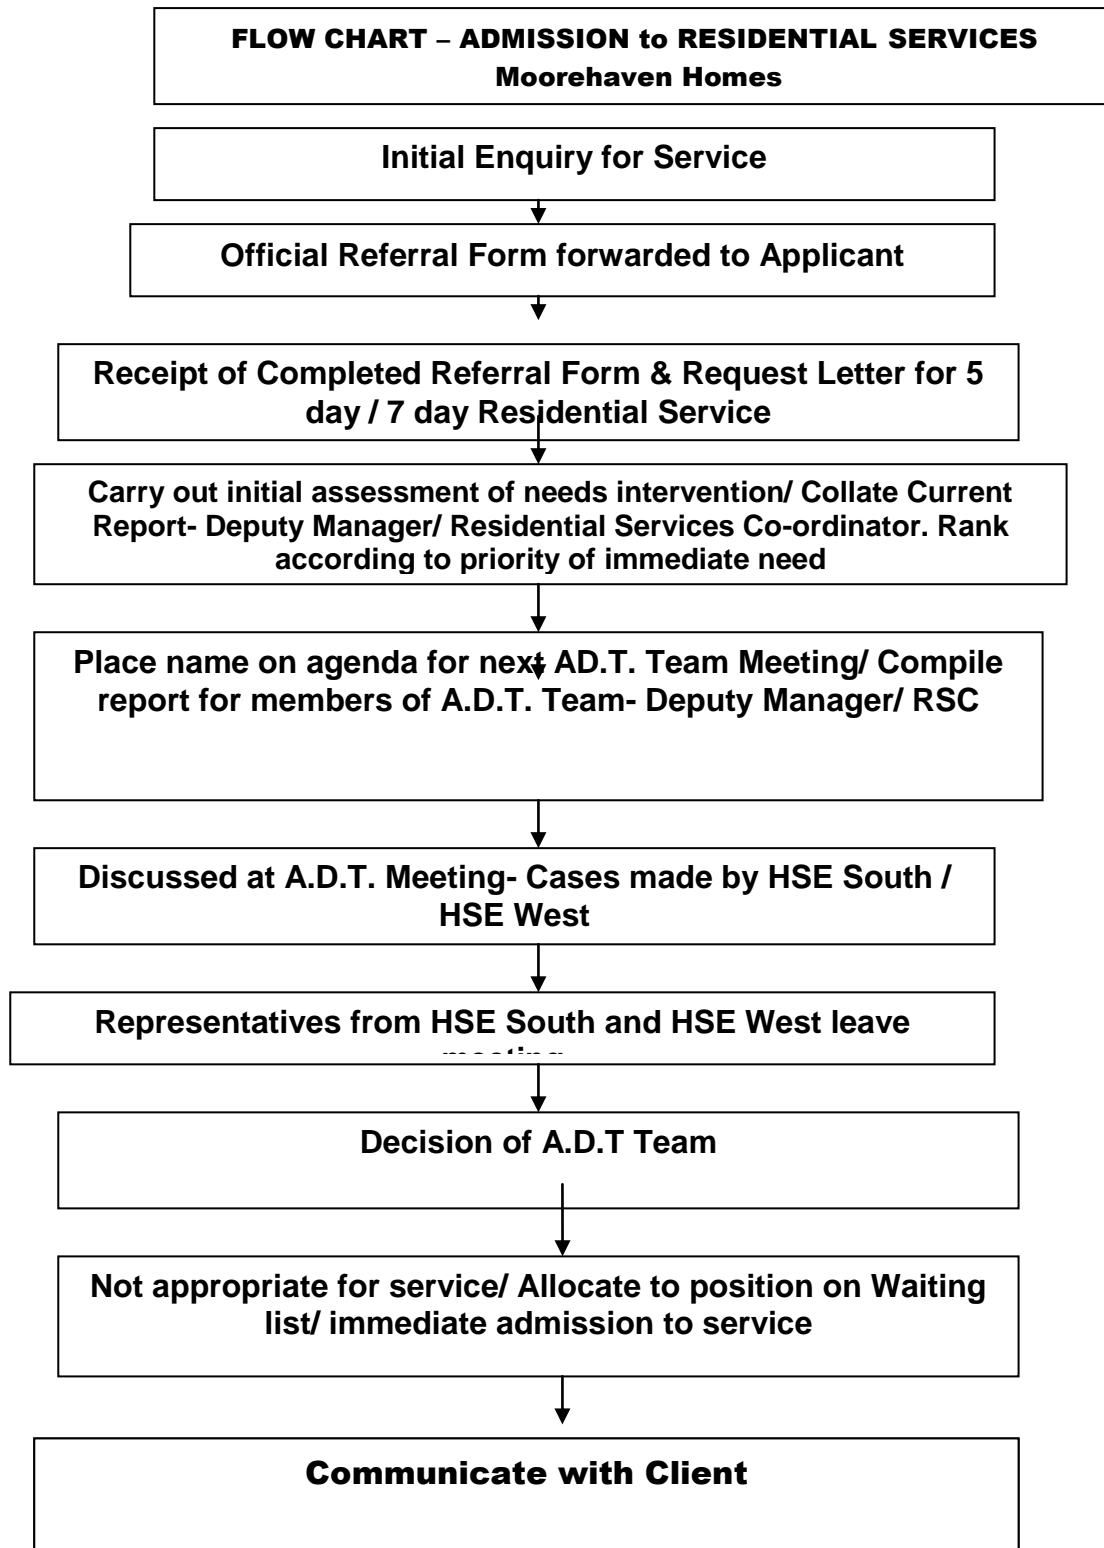 FLOW CHART – ADMISSION to RESIDENTIAL SERVICES
Moorehaven Homes
Initial Enquiry for Service
Official Referral Form forwarded to Applicant
Receipt of Completed Referral Form & Request Letter for 5
day / 7 day Residential Service
Carry out initial assessment of needs intervention/ Collate Current
Report- Deputy Manager/ Residential Services Co-ordinator. Rank
according to priority of immediate need
Place name on agenda for next AD.T. Team Meeting/ Compile
report for members of A.D.T. Team- Deputy Manager/ RSC
Discussed at A.D.T. Meeting- Cases made by HSE South /
HSE West
Representatives from HSE South and HSE West leave
Decision of A.D.T Team
Not appropriate for service/ Allocate to position on Waiting
list/ immediate admission to service
Communicate with Client